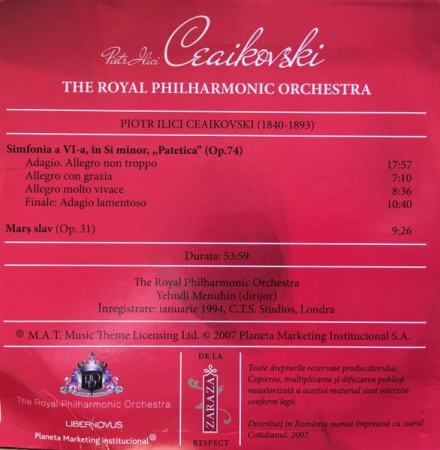 Piotr Ilici Ceaikovski
THE ROYAL PHILHARMONIC ORCHESTRA
PIOTR ILICI CEAIKOVSKI (1840-1893)
Simfonia a VI-a, în Si minor, „Patetica” (Op.74)
Adagio. Allegro non troppo 17:57
Allegro con grazia 7:10
Allegro molto vivace 8:36
Finale: Adagio lamentoso 10:40
Marş slav (Op. 31) 9:26
Durata: 53:59
The Royal Philharmonic Orchestra
Yehudi Menuhin (dirijor)
Înregistrare: ianuarie 1994, C.T.S. Studios, Londra
℗ M.A.T. Music Theme Licensing Ltd. © 2007 Planeta Marketing Institucional S.A.
The Royal Philharmonic Orchestra
LIBERNOVUS
Planeta Marketing Institucional®
DE LA
ZARAZA
RESPECT
Toate drepturile rezervate producătorului.
Copierea, multiplicarea şi difuzarea publică
neautorizată a acestui material sunt interzise
conform legii.
Distribuit în România numai împreună cu ziarul
Cotidianul. 2007.